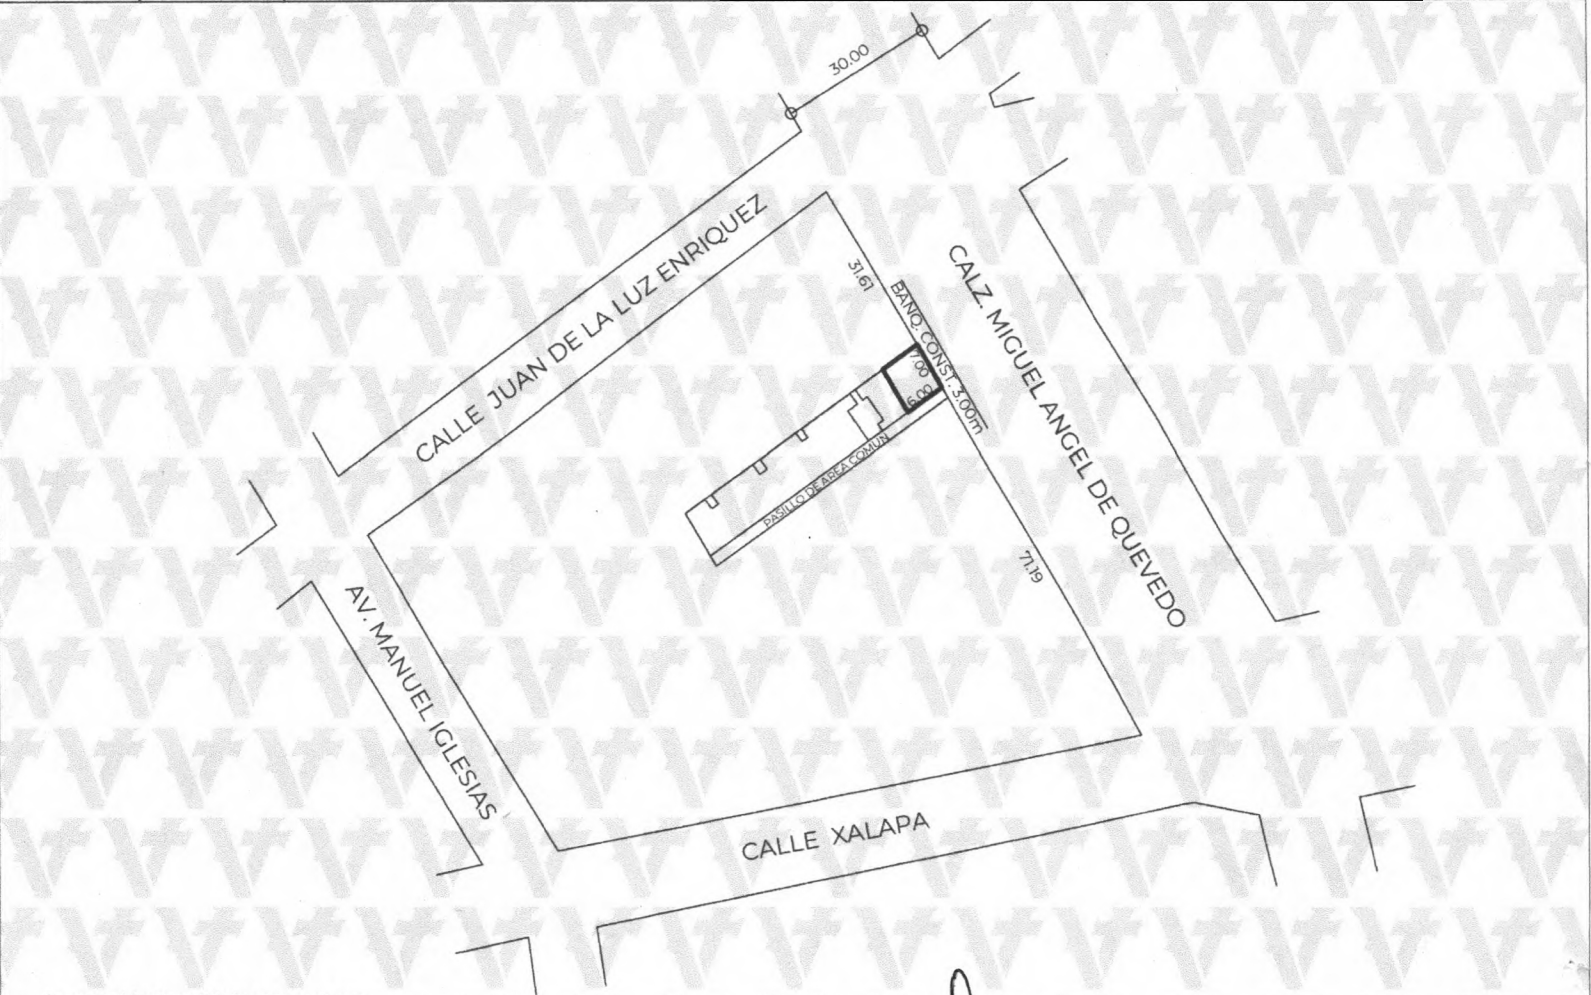 30.00
CALLE JUAN DE LA LUZ ENRIQUEZ
31.61
BANQ. CONST. 3.00m
CALZ. MIGUEL ANGEL DE QUEVEDO
7.00
6.00
PASILLO DE AREA COMUN
71.19
AV. MANUEL IGLESIAS
CALLE XALAPA